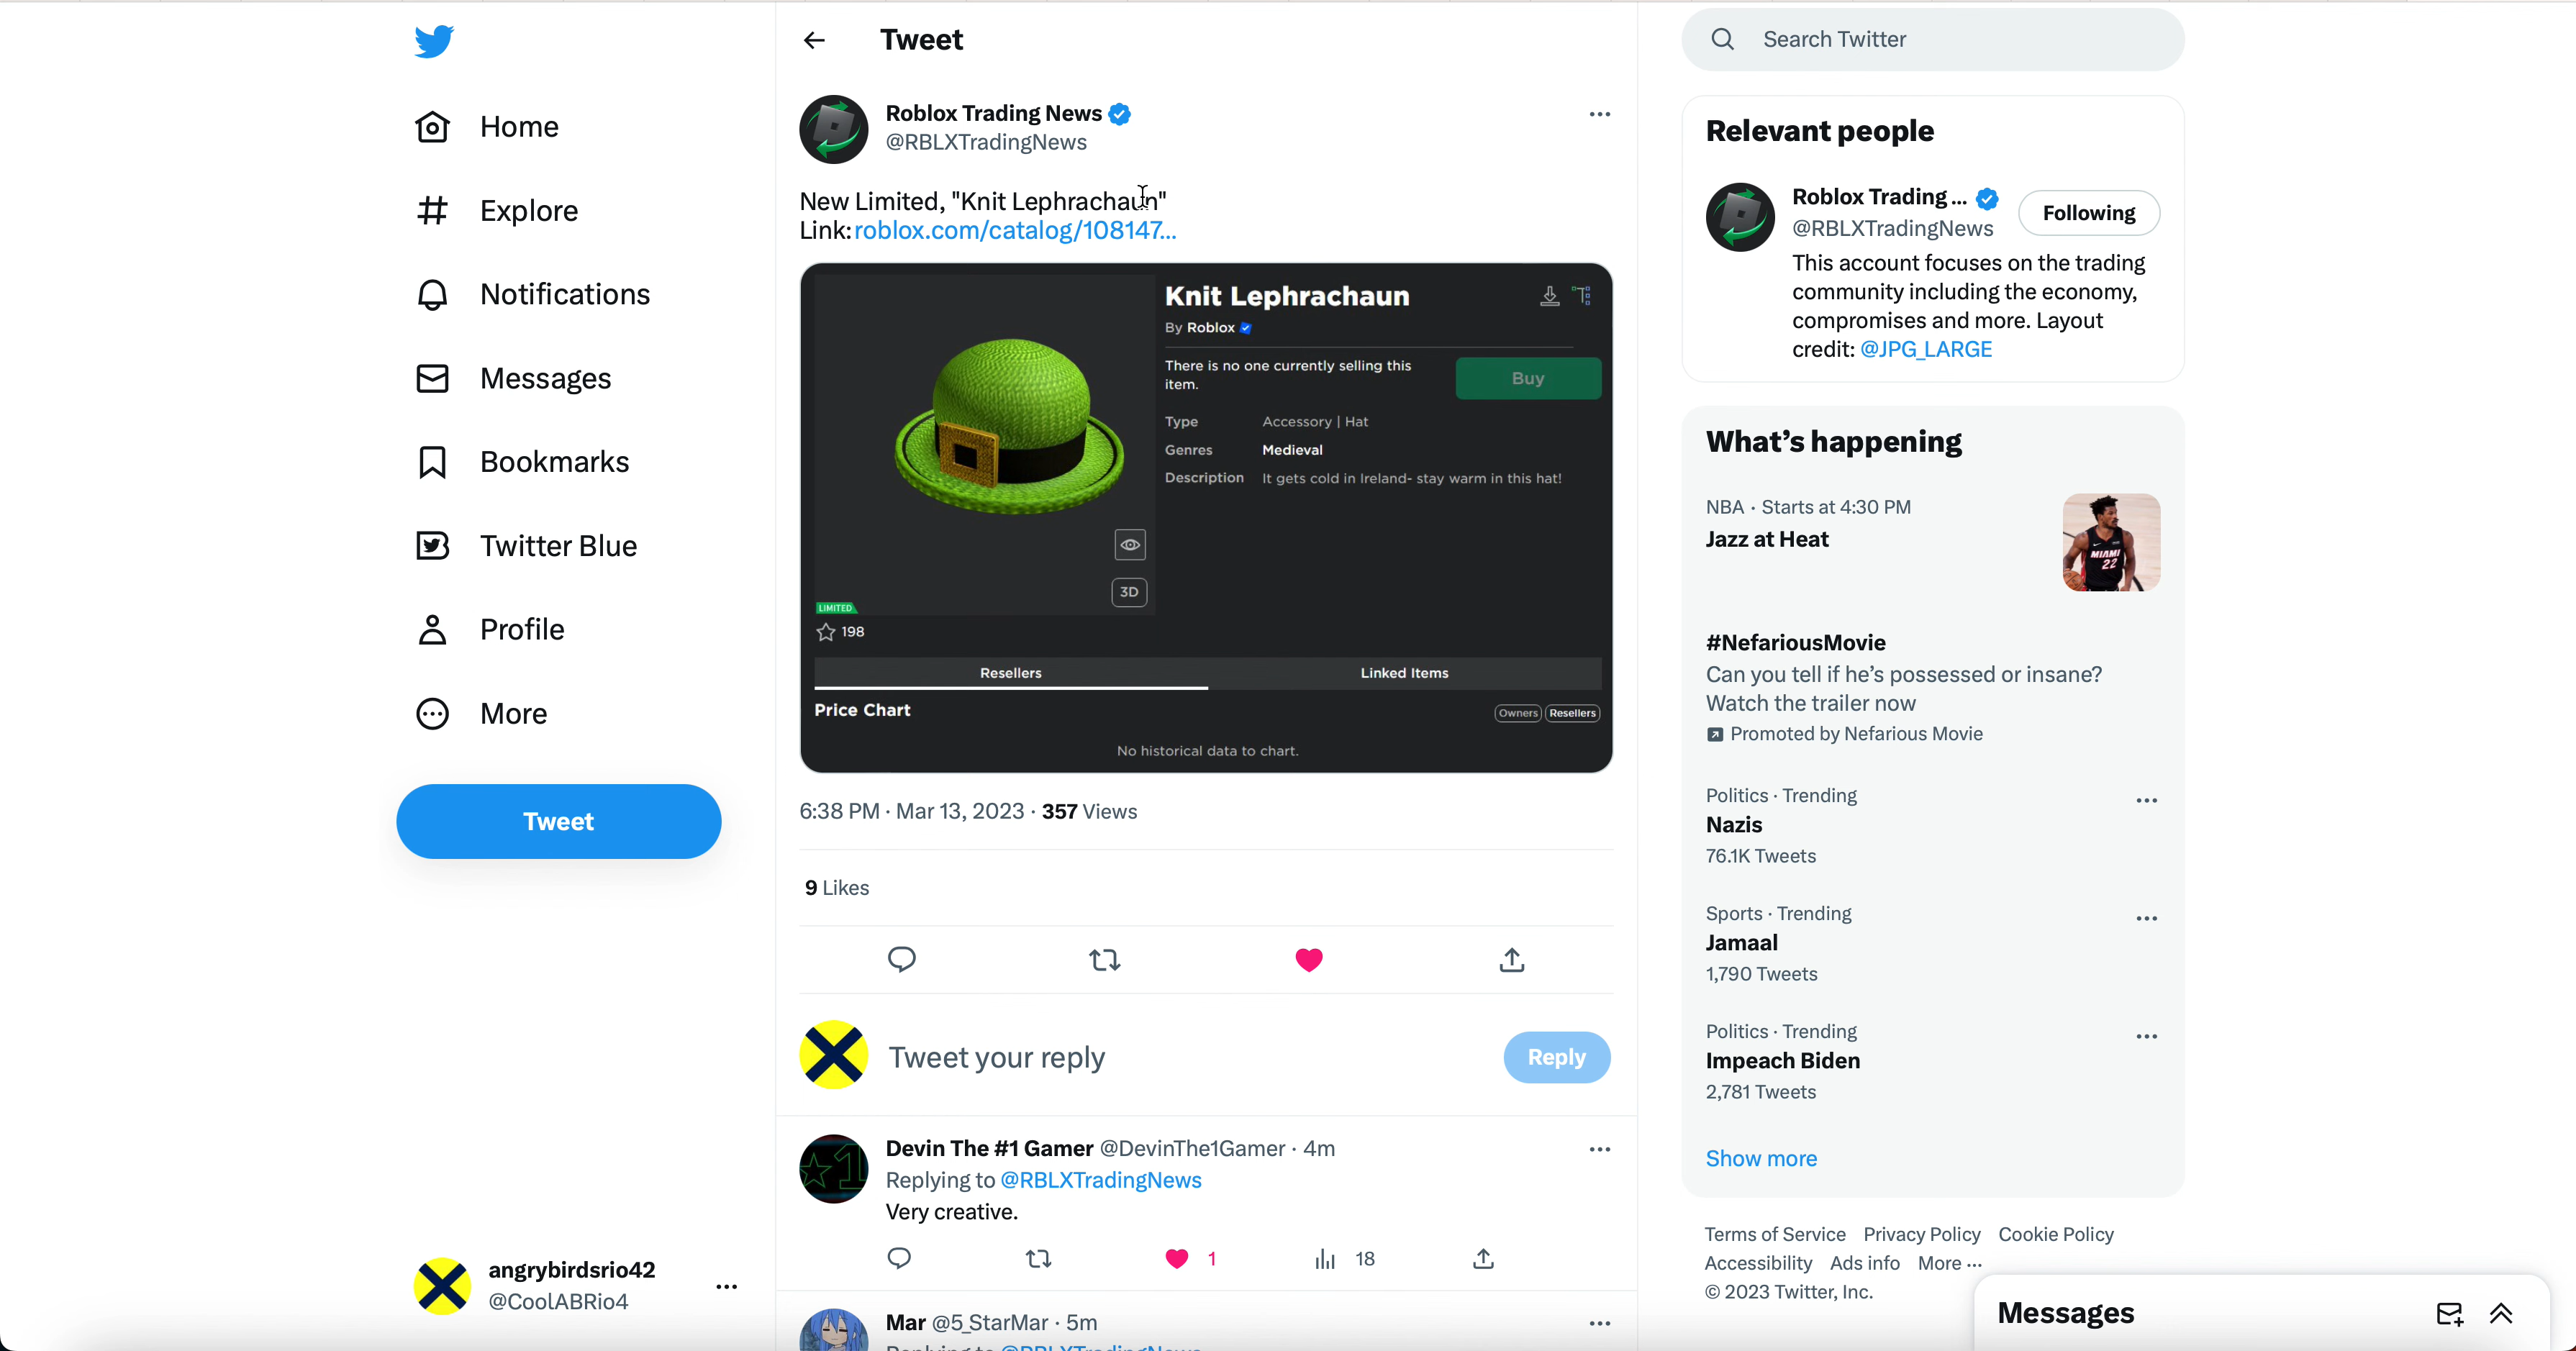 Tweet
Search Twitter
Home
Explore
Notifications
Messages
Bookmarks
Twitter Blue
Profile
More
Tweet
angrybirdsrio42
@CoolABRio4
Roblox Trading News
@RBLXTradingNews
New Limited, "Knit Lephrachaun"
Link: roblox.com/catalog/108147...
Knit Lephrachaun
By Roblox
There is no one currently selling this
item.
Buy
Type Accessory | Hat
Genres Medieval
Description It gets cold in Ireland- stay warm in this hat!
3D
LIMITED
198
Resellers Linked Items
Price Chart
Owners Resellers
No historical data to chart.
6:38 PM · Mar 13, 2023 · 357 Views
9 Likes
Tweet your reply
Reply
Devin The #1 Gamer @DevinThe1Gamer · 4m
Replying to @RBLXTradingNews
Very creative.
1 18
Mar @5_StarMar · 5m
Replying to @RBLXTradingNews
Relevant people
Roblox Trading ...
@RBLXTradingNews
Following
This account focuses on the trading
community including the economy,
compromises and more. Layout
credit: @JPG_LARGE
What's happening
NBA · Starts at 4:30 PM
Jazz at Heat
MIAMI
22
#NefariousMovie
Can you tell if he's possessed or insane?
Watch the trailer now
Promoted by Nefarious Movie
Politics · Trending
Nazis
76.1K Tweets
Sports · Trending
Jamaal
1,790 Tweets
Politics · Trending
Impeach Biden
2,781 Tweets
Show more
Terms of Service Privacy Policy Cookie Policy
Accessibility Ads info More ...
© 2023 Twitter, Inc.
Messages